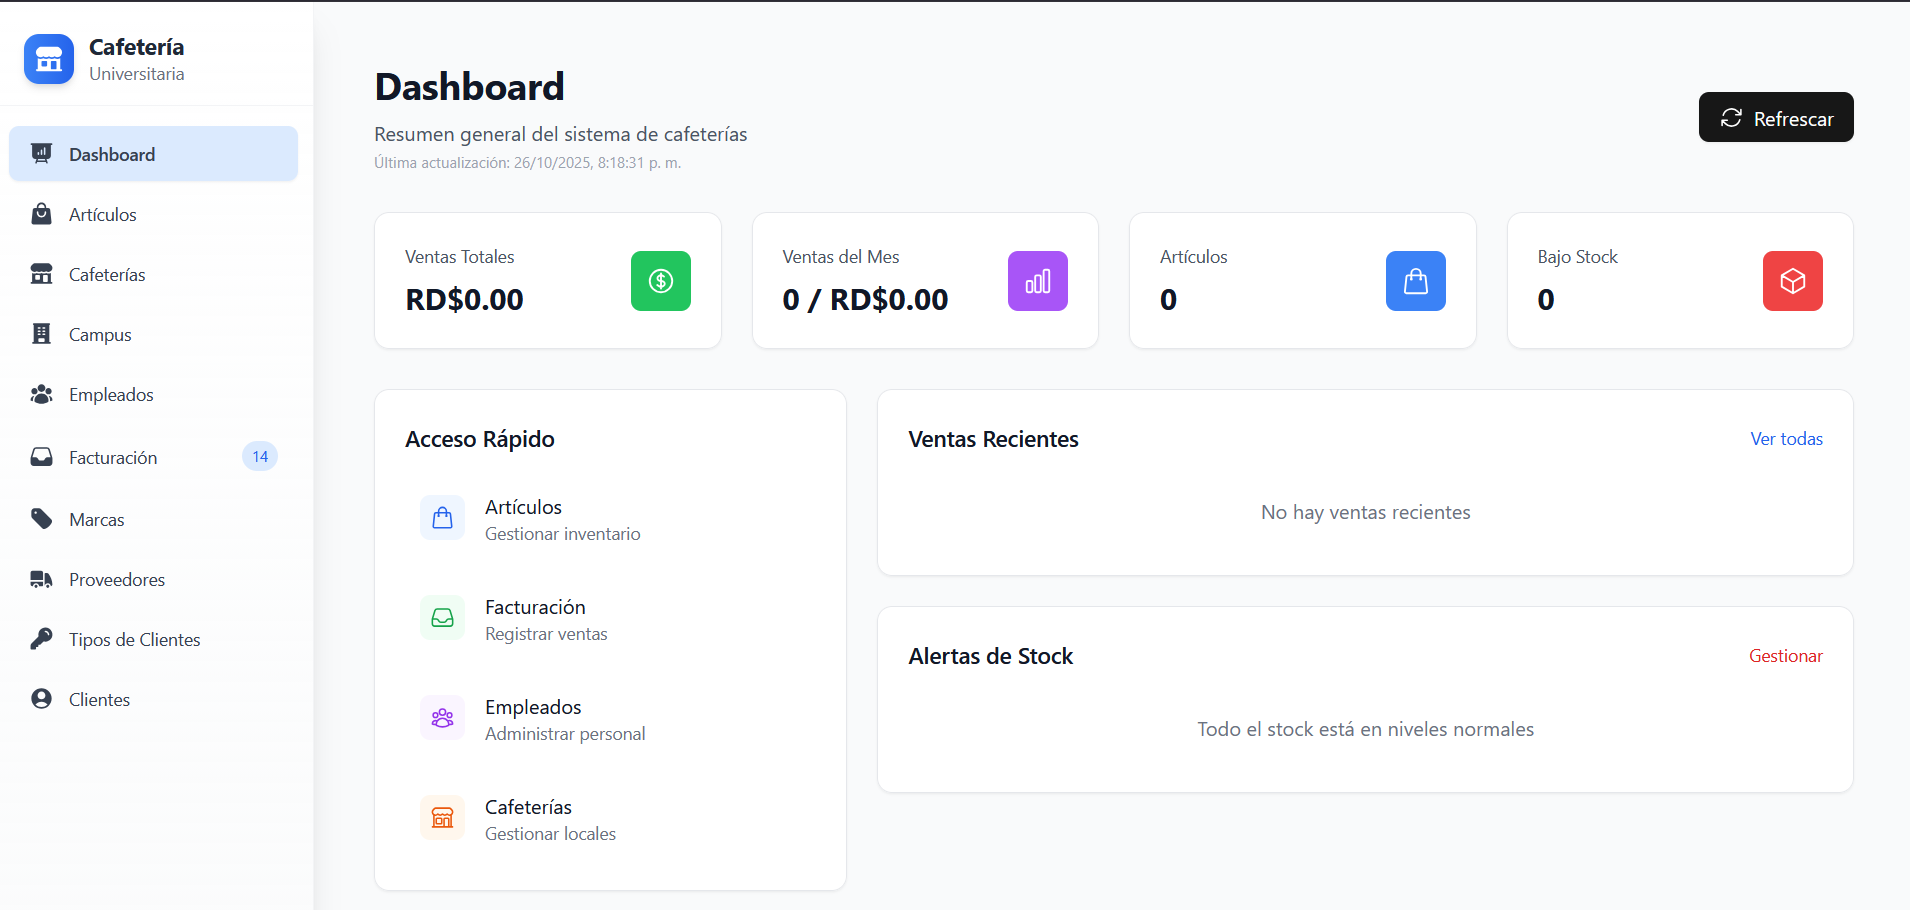 Cafetería
Universitaria
Dashboard
Artículos
Cafeterías
Campus
Empleados
Facturación 14
Marcas
Proveedores
Tipos de Clientes
Clientes
Dashboard
Resumen general del sistema de cafeterías
Última actualización: 26/10/2025, 8:18:31 p. m.
Refrescar
Ventas Totales
RD$0.00
Ventas del Mes
0 / RD$0.00
Artículos
0
Bajo Stock
0
Acceso Rápido
Artículos
Gestionar inventario
Facturación
Registrar ventas
Empleados
Administrar personal
Cafeterías
Gestionar locales
Ventas Recientes
Ver todas
No hay ventas recientes
Alertas de Stock
Gestionar
Todo el stock está en niveles normales